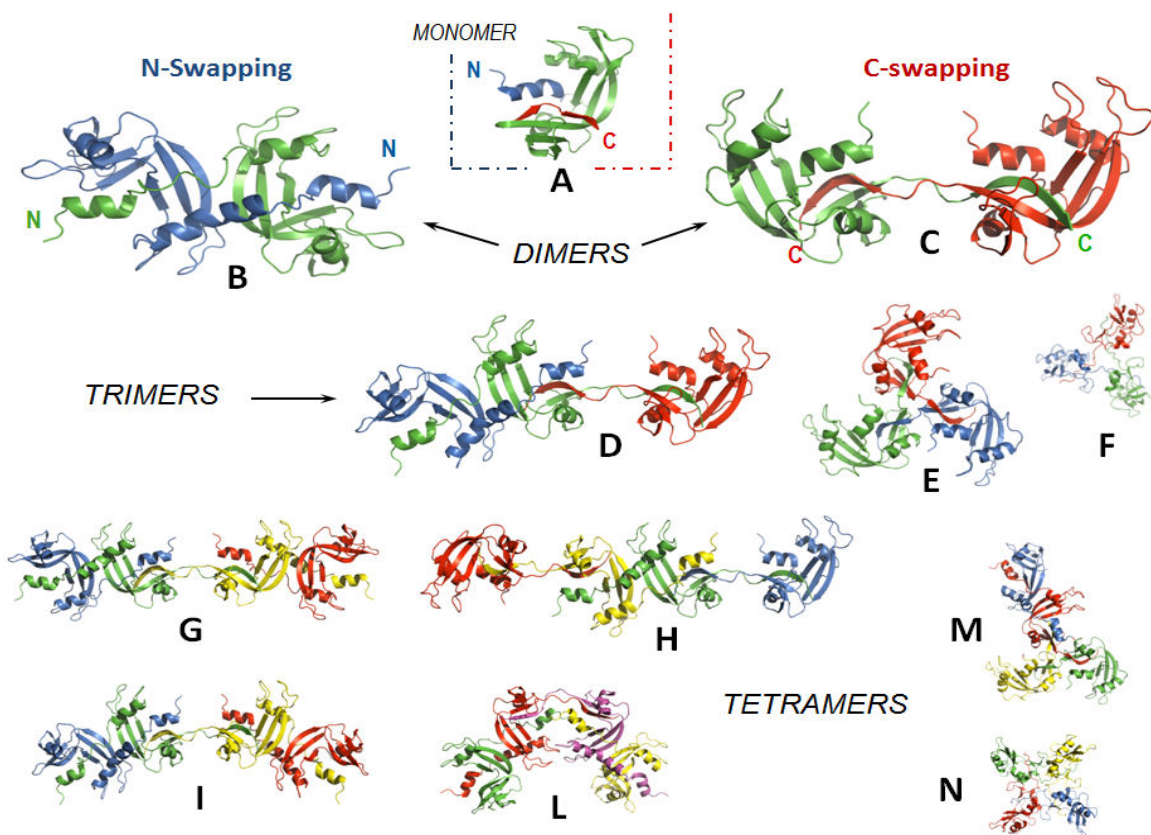 MONOMER
N-Swapping
C-swapping
N
N
C
A
N
DIMERS
C
B
C
C
TRIMERS
D
E
F
G
H
M
TETRAMERS
I
L
N